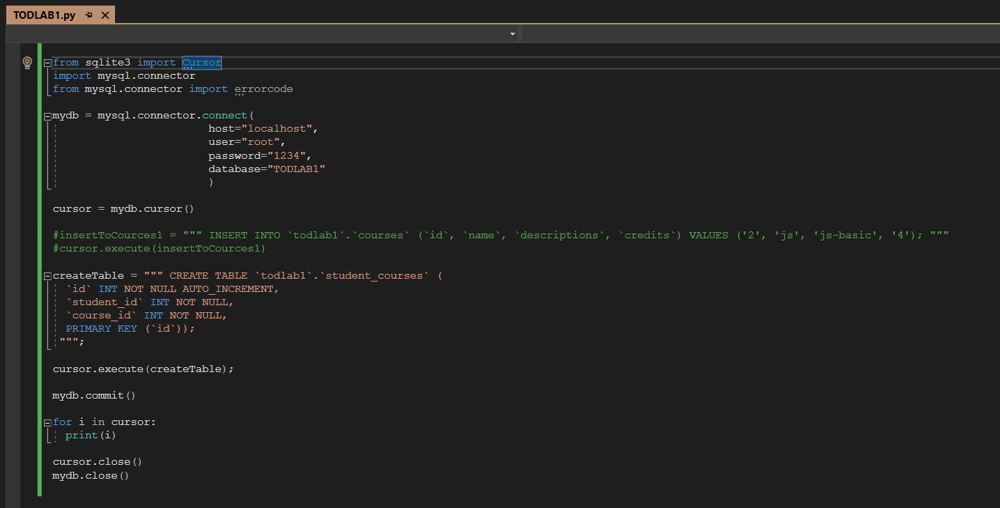 TODLAB1.py
from sqlite3 import Cursor
import mysql.connector
from mysql.connector import errorcode
mydb = mysql.connector.connect(
host="localhost",
user="root",
password="1234",
database="TODLAB1"
)
cursor = mydb.cursor()
#insertToCources1 = """ INSERT INTO `todlab1`.`courses` (`id`, `name`, `descriptions`, `credits`) VALUES ('2', 'js', 'js-basic', '4'); """
#cursor.execute(insertToCources1)
createTable = """ CREATE TABLE `todlab1`.`student_courses` (
`id` INT NOT NULL AUTO_INCREMENT,
`student_id` INT NOT NULL,
`course_id` INT NOT NULL,
PRIMARY KEY (`id`));
""";
cursor.execute(createTable);
mydb.commit()
for i in cursor:
print(i)
cursor.close()
mydb.close()